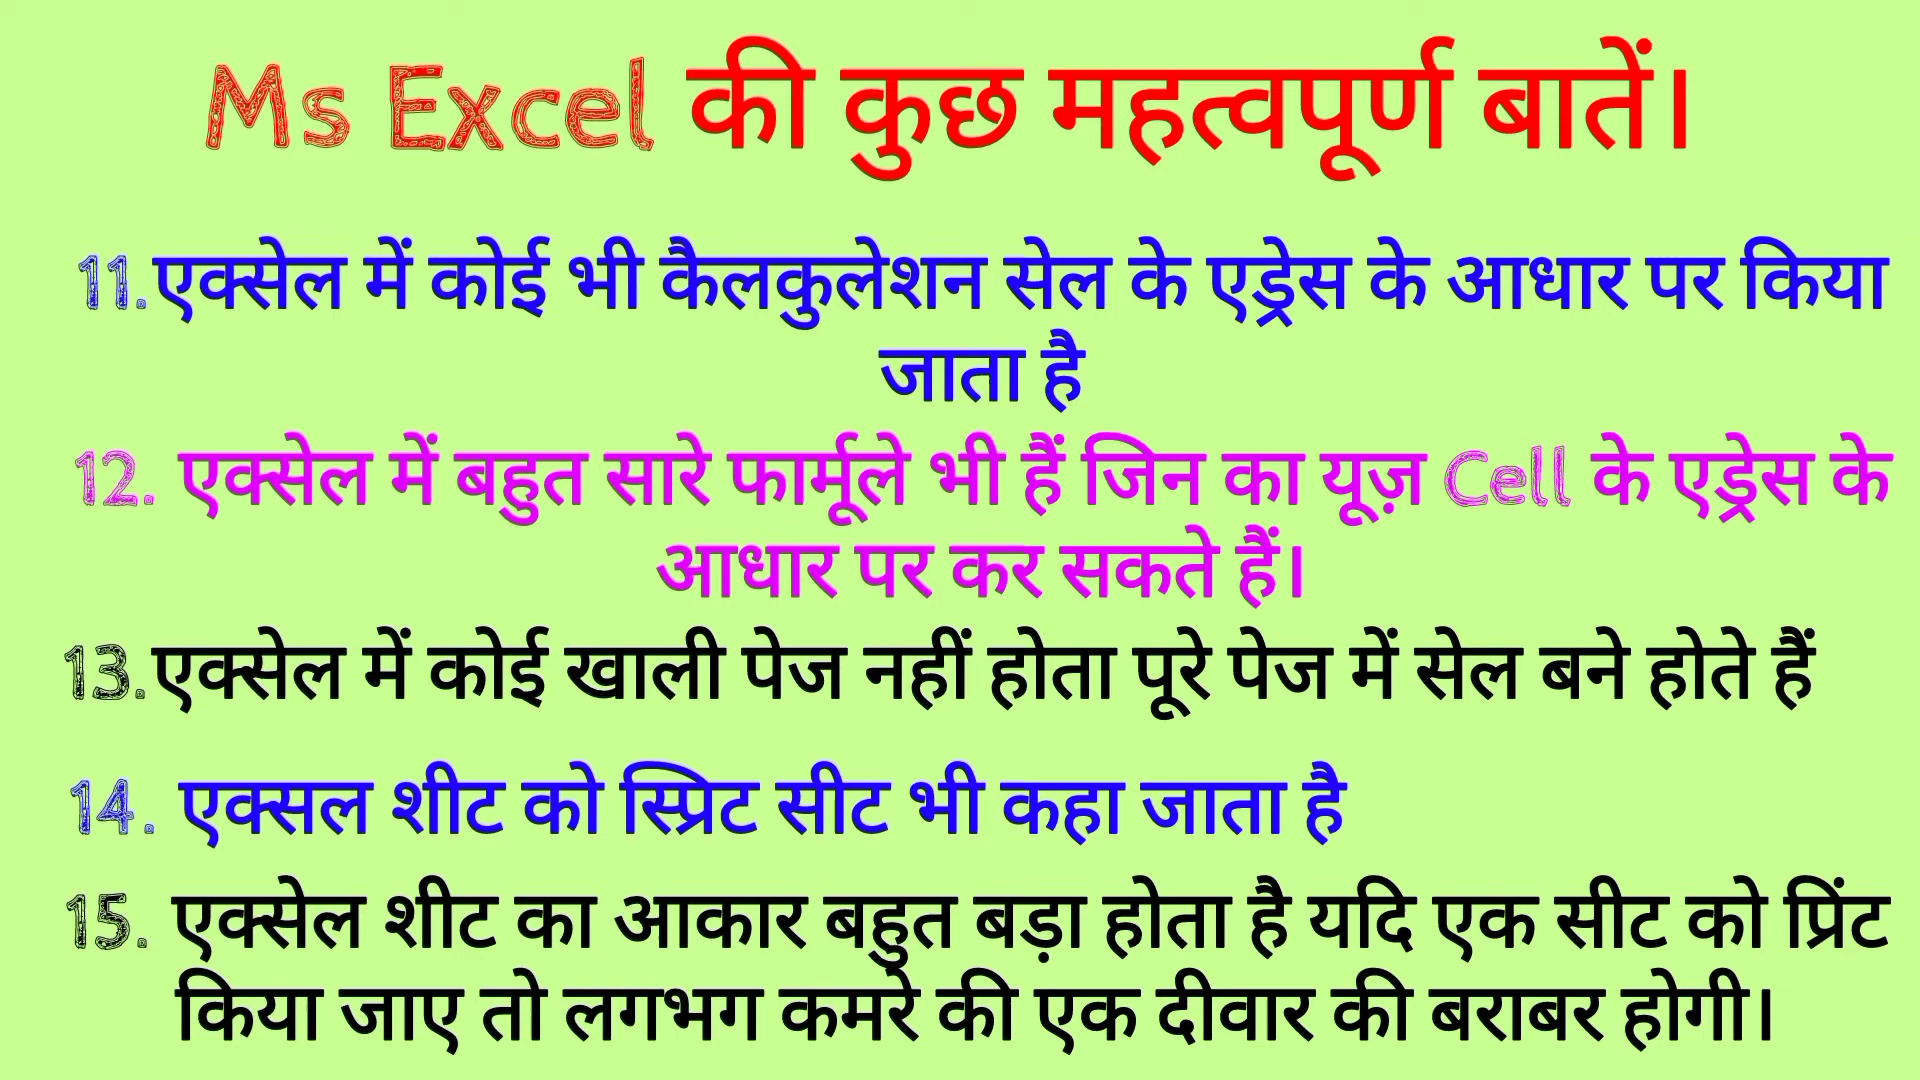 Ms Excel की कुछ महत्वपूर्ण बातें।
11.एक्सेल में कोई भी कैलकुलेशन सेल के एड्रेस के आधार पर किया
जाता है
12. एक्सेल में बहुत सारे फार्मूले भी हैं जिन का यूज़ Cell के एड्रेस के
आधार पर कर सकते हैं।
13.एक्सेल में कोई खाली पेज नहीं होता पूरे पेज में सेल बने होते हैं
14. एक्सल शीट को स्प्रिट सीट भी कहा जाता है
15. एक्सेल शीट का आकार बहुत बड़ा होता है यदि एक सीट को प्रिंट
किया जाए तो लगभग कमरे की एक दीवार की बराबर होगी।